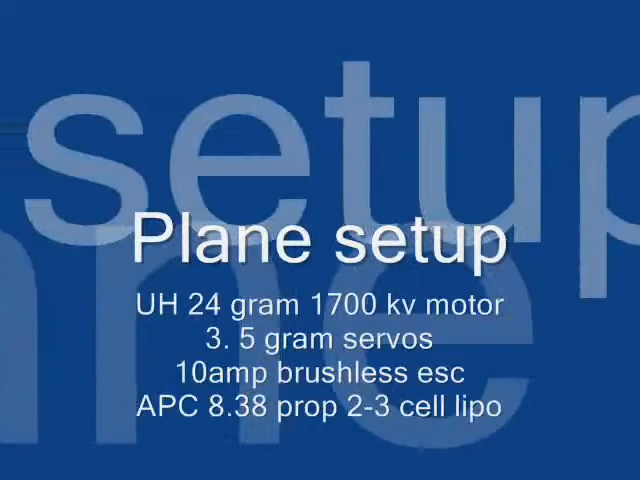 setup
Plane setup
ne
UH 24 gram 1700 kv motor
3. 5 gram servos
10amp brushless esc
APC 8.38 prop 2-3 cell lipo